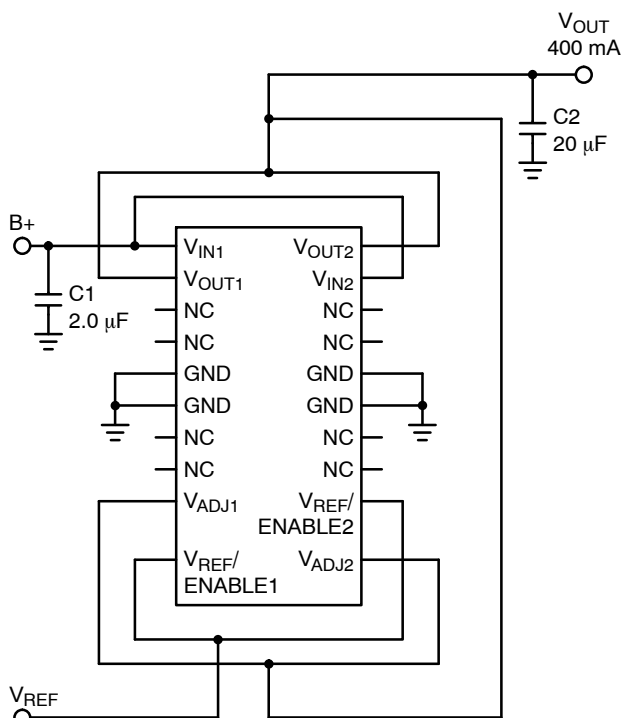 V_OUT
400 mA
C2
20 μF
B+
C1
2.0 μF
V_IN1
V_OUT1
NC
NC
GND
GND
NC
NC
V_ADJ1
V_REF/
ENABLE1
V_OUT2
V_IN2
NC
NC
GND
GND
NC
NC
V_REF/
ENABLE2
V_ADJ2
V_REF